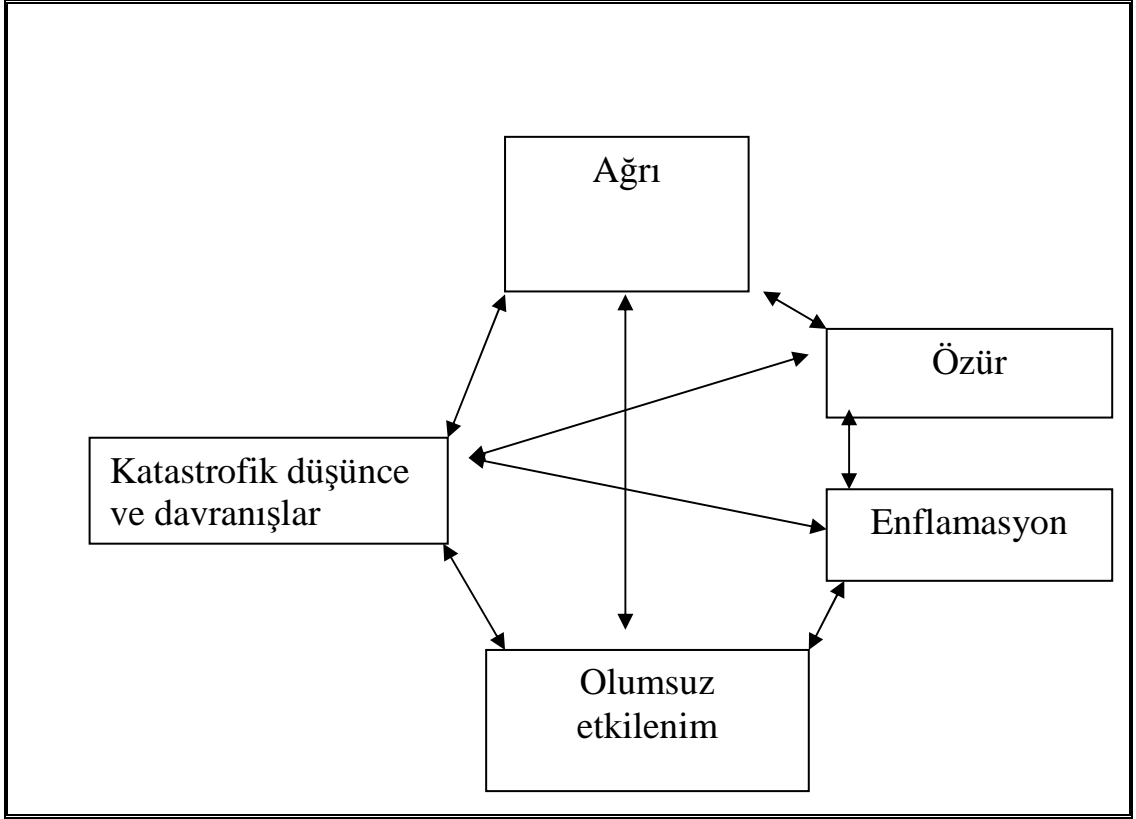 Ağrı
Özür
Katastrofik düşünce
ve davranışlar
Enflamasyon
Olumsuz
etkilenim